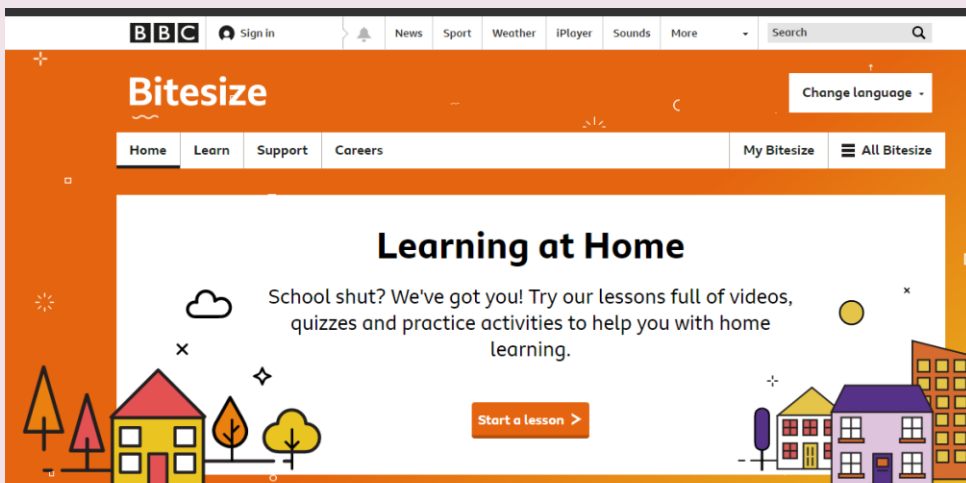 BBC Sign in News Sport Weather iPlayer Sounds More Search
Bitesize
Change language
Home Learn Support Careers My Bitesize All Bitesize
Learning at Home
School shut? We've got you! Try our lessons full of videos,
quizzes and practice activities to help you with home
learning.
Start a lesson >